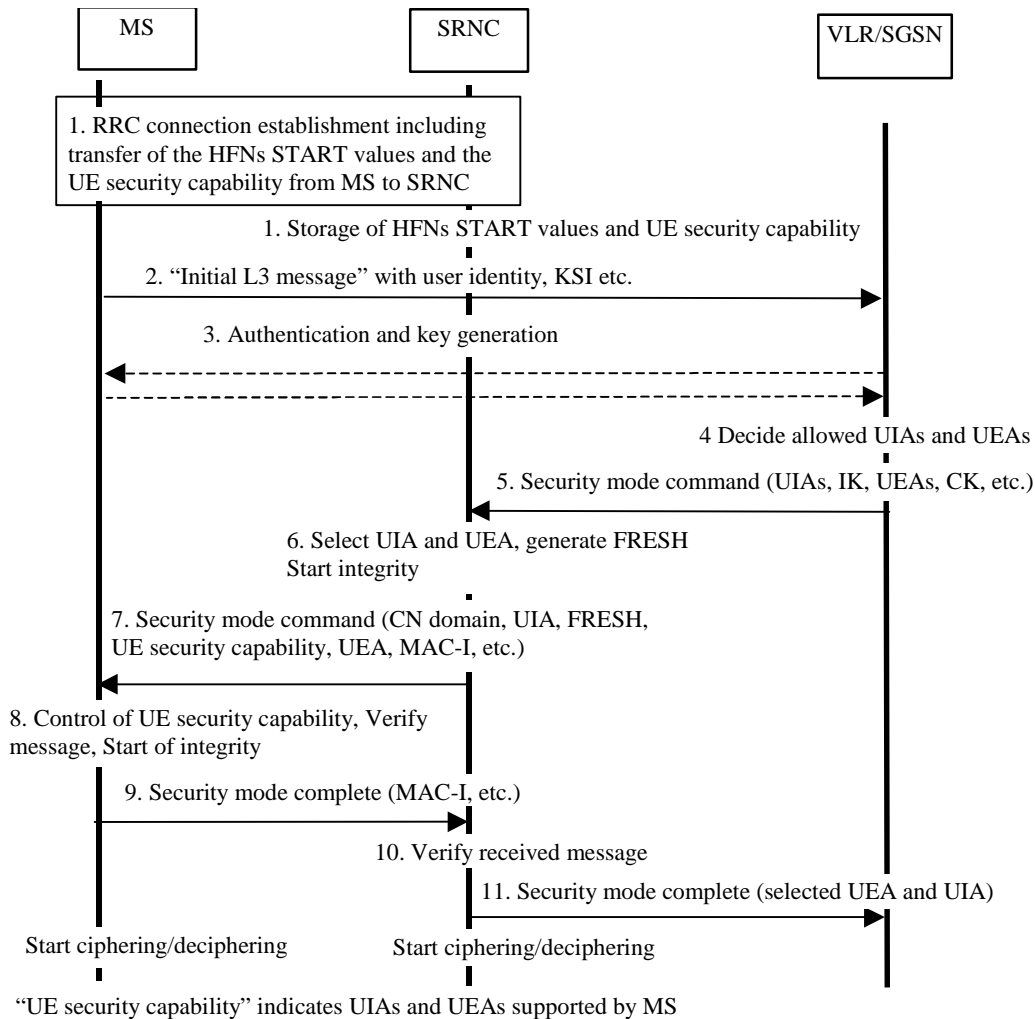 MS
SRNC
VLR/SGSN
1. RRC connection establishment including
transfer of the HFNs START values and the
UE security capability from MS to SRNC
1. Storage of HFNs START values and UE security capability
2. “Initial L3 message” with user identity, KSI etc.
3. Authentication and key generation
4 Decide allowed UIAs and UEAs
5. Security mode command (UIAs, IK, UEAs, CK, etc.)
6. Select UIA and UEA, generate FRESH
Start integrity
7. Security mode command (CN domain, UIA, FRESH,
UE security capability, UEA, MAC-I, etc.)
8. Control of UE security capability, Verify
message, Start of integrity
9. Security mode complete (MAC-I, etc.)
10. Verify received message
11. Security mode complete (selected UEA and UIA)
Start ciphering/deciphering
Start ciphering/deciphering
“UE security capability” indicates UIAs and UEAs supported by MS